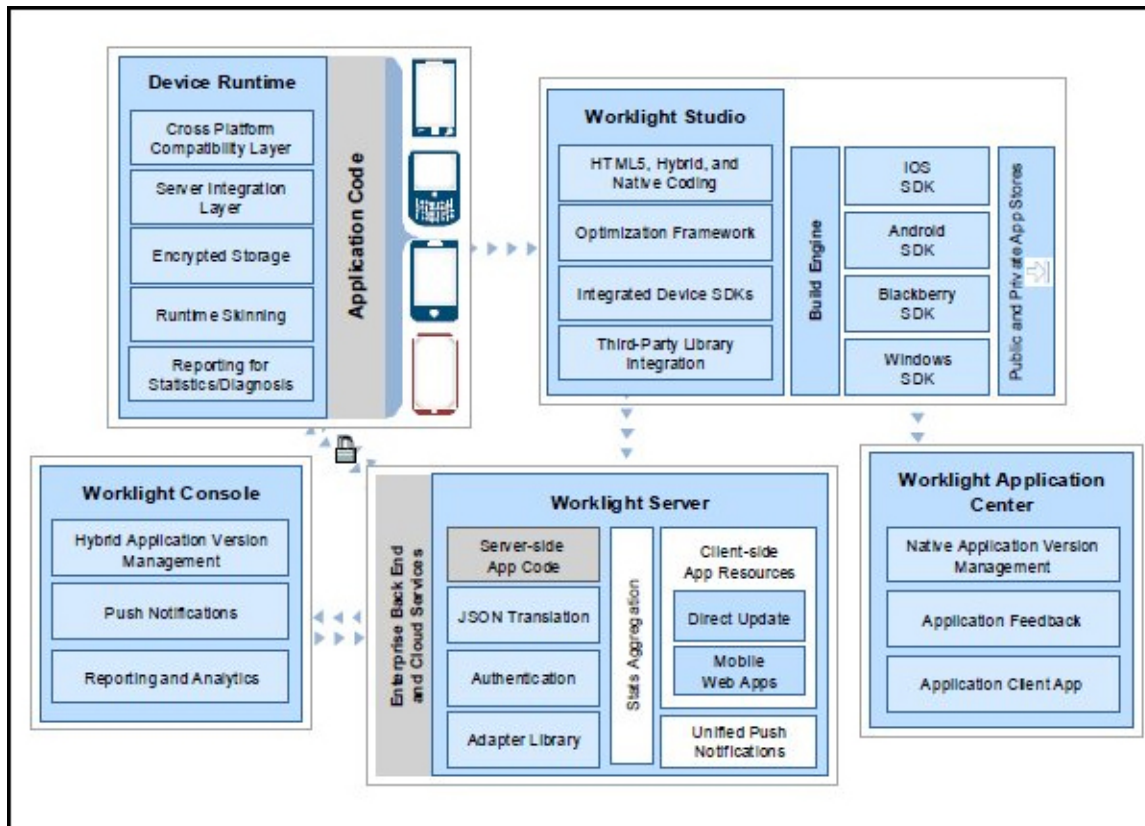 Device Runtime
Cross Platform
Compatibility Layer
Server Integration
Layer
Encrypted Storage
Runtime Skinning
Reporting for
Statistics/Diagnosis
Application Code
Worklight Studio
HTML5, Hybrid, and
Native Coding
Optimization Framework
Integrated Device SDKs
Third-Party Library
Integration
Build Engine
IOS
SDK
Android
SDK
Blackberry
SDK
Windows
SDK
Public and Private App Stores
Worklight Console
Hybrid Application Version
Management
Push Notifications
Reporting and Analytics
Enterprise Back End
and Cloud Services
Worklight Server
Server-side
App Code
JSON Translation
Authentication
Adapter Library
Stats Aggregation
Client-side
App Resources
Direct Update
Mobile
Web Apps
Unified Push
Notifications
Worklight Application
Center
Native Application Version
Management
Application Feedback
Application Client App